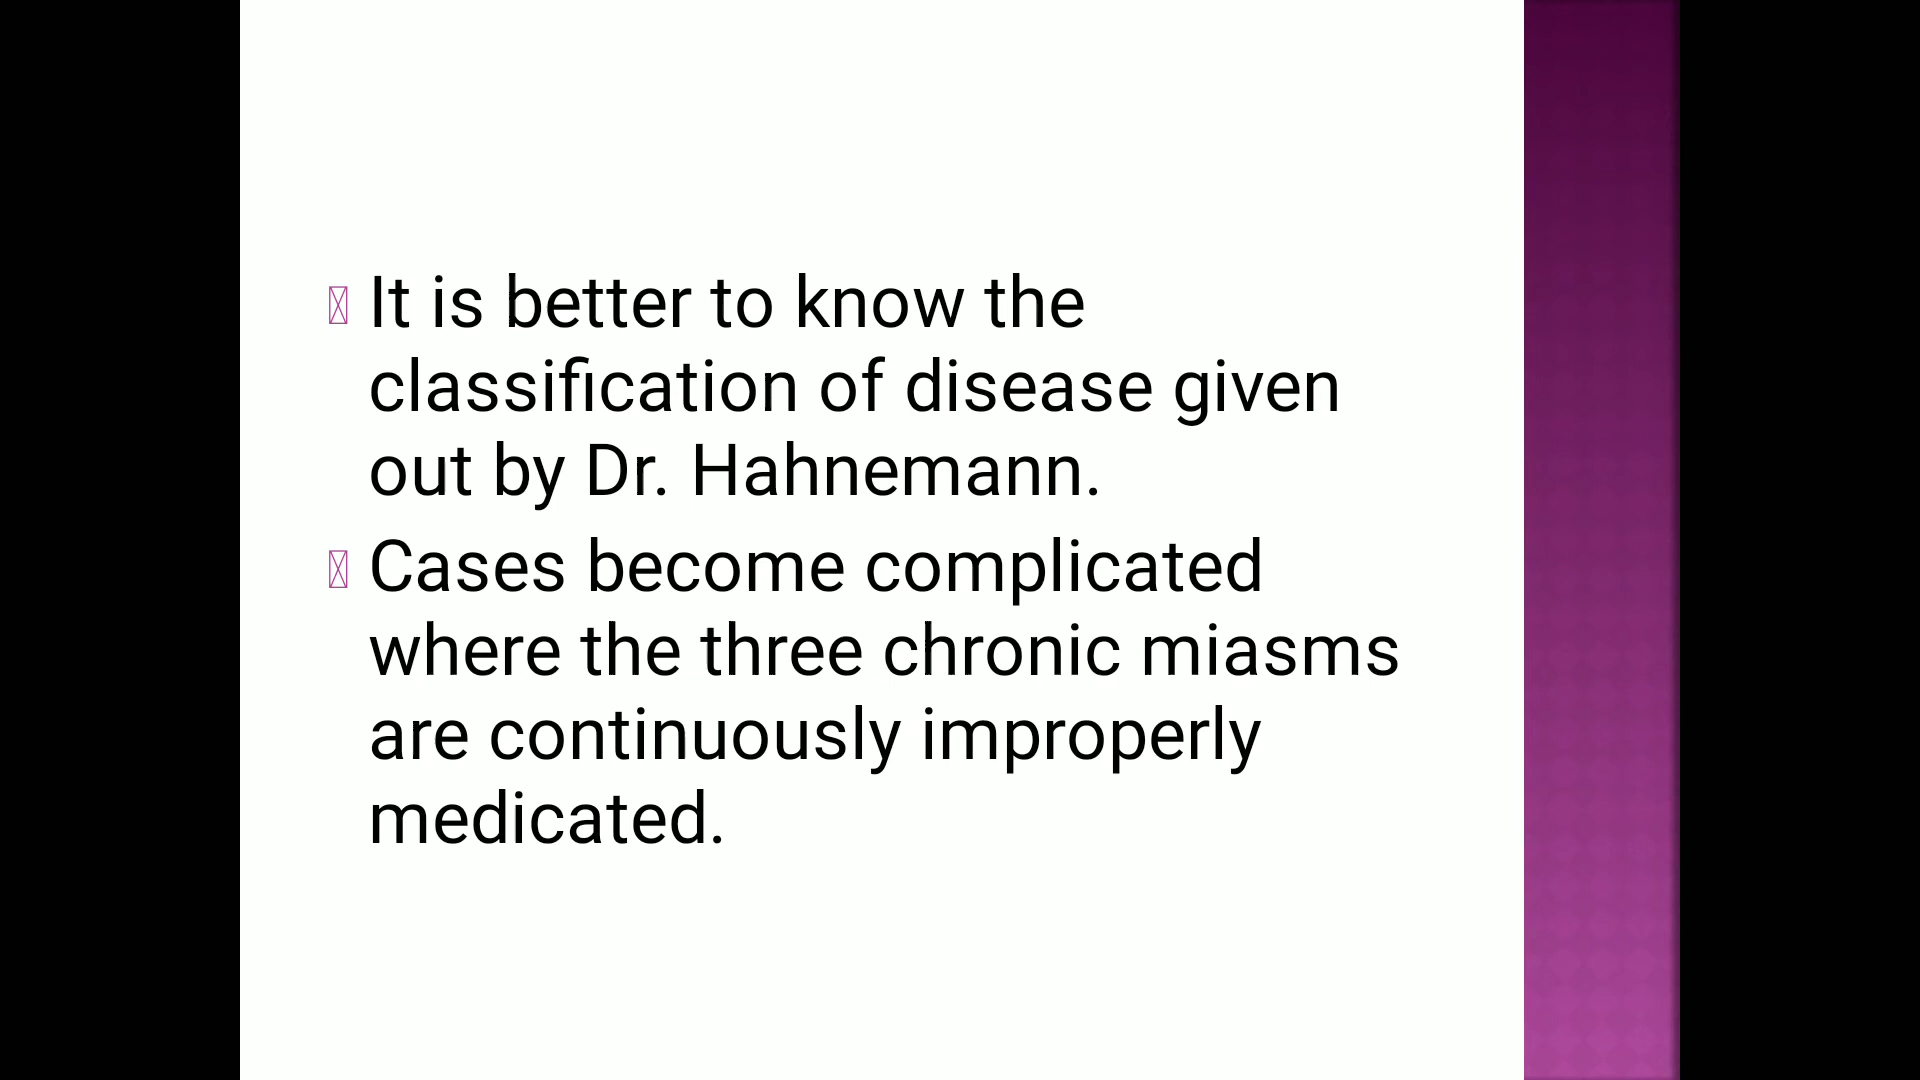 It is better to know the
classification of disease given
out by Dr. Hahnemann.
Cases become complicated
where the three chronic miasms
are continuously improperly
medicated.